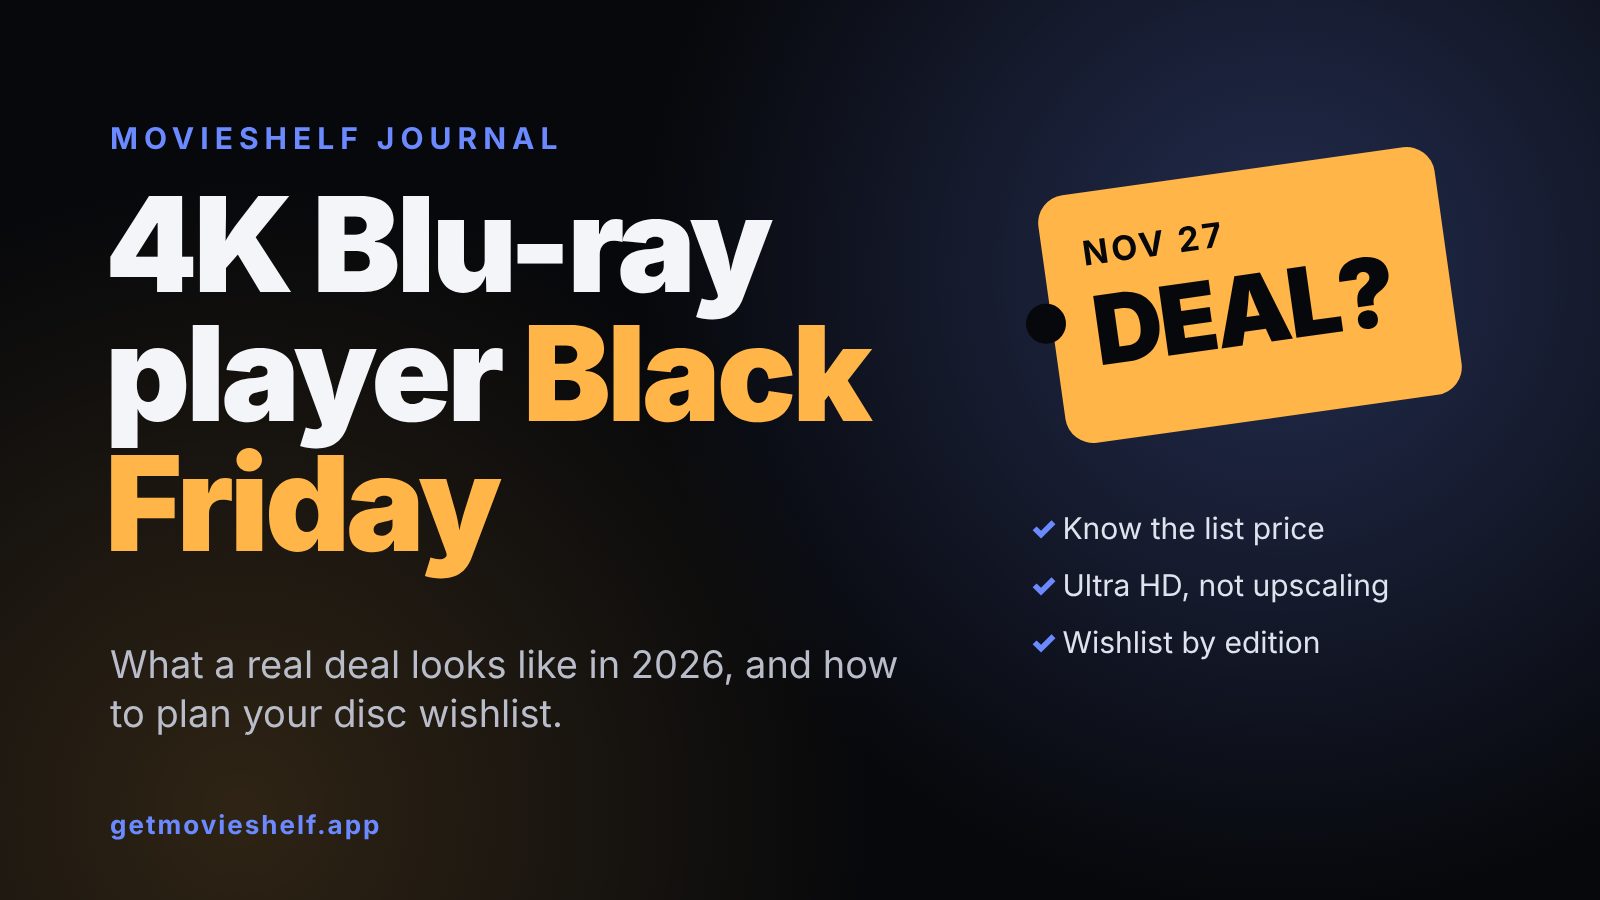 MOVIESHELF JOURNAL
4K Blu-ray
player Black
Friday
What a real deal looks like in 2026, and how
to plan your disc wishlist.
getmovieshelf.app
NOV 27
DEAL?
Know the list price
Ultra HD, not upscaling
Wishlist by edition